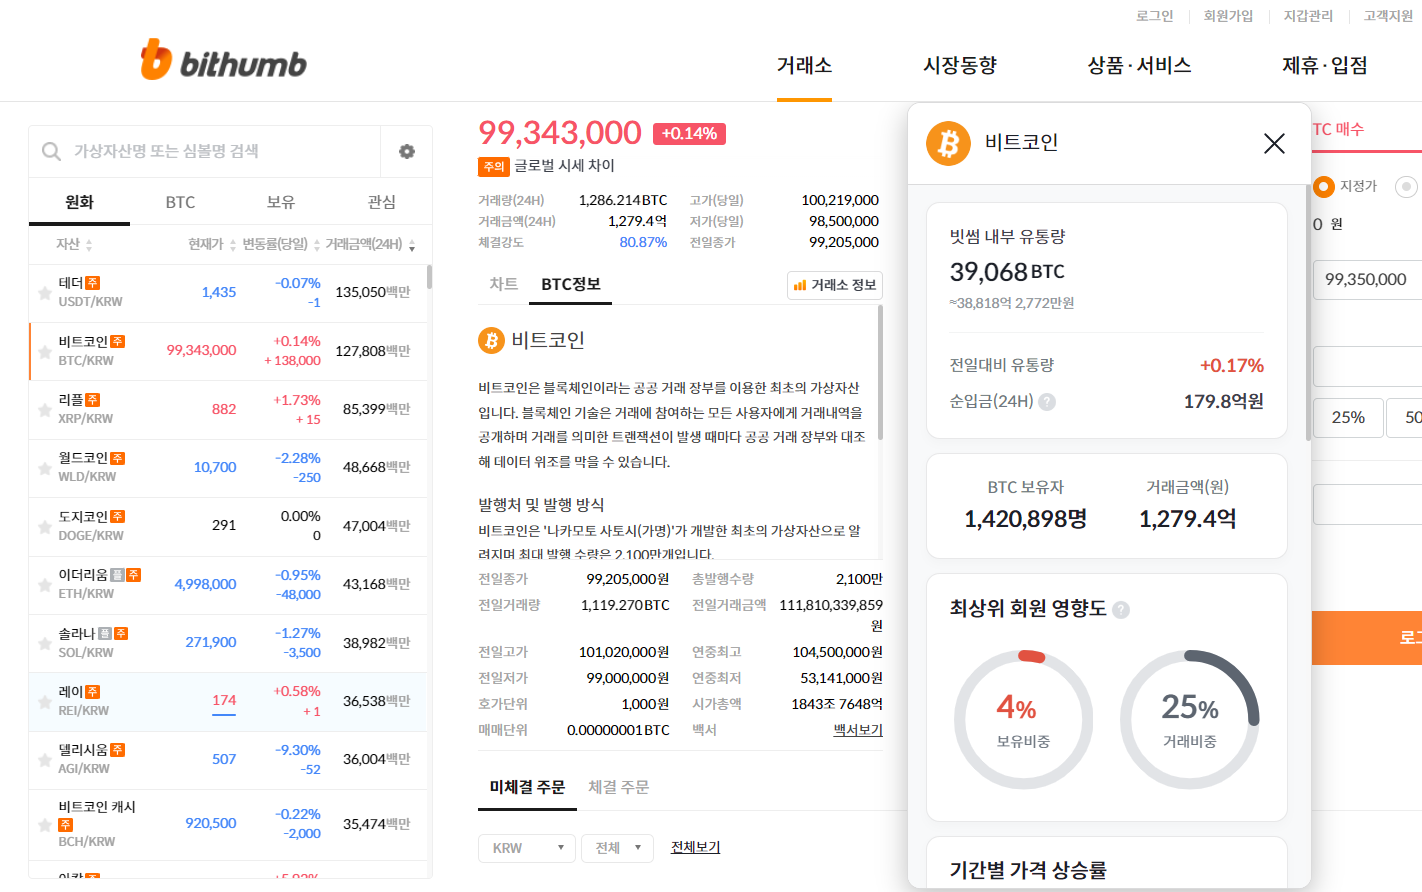 로그인 회원가입 지갑관리 고객지원
bithumb
거래소 시장동향 상품·서비스 제휴·입점
가상자산명 또는 심볼명 검색
원화 BTC 보유 관심
자산 현재가 변동률(당일) 거래금액(24H)
테더 주
USDT/KRW
1,435
-0.07%
-1
135,050백만
비트코인 주
BTC/KRW
99,343,000
+0.14%
+138,000
127,808백만
리플 주
XRP/KRW
882
+1.73%
+15
85,399백만
월드코인 주
WLD/KRW
10,700
-2.28%
-250
48,668백만
도지코인 주
DOGE/KRW
291
0.00%
0
47,004백만
이더리움 플 주
ETH/KRW
4,998,000
-0.95%
-48,000
43,168백만
솔라나 플 주
SOL/KRW
271,900
-1.27%
-3,500
38,982백만
레이 주
REI/KRW
174
+0.58%
+1
36,538백만
델리시움 주
AGI/KRW
507
-9.30%
-52
36,004백만
비트코인 캐시
주
BCH/KRW
920,500
-0.22%
-2,000
35,474백만
99,343,000 +0.14%
주의 글로벌 시세 차이
거래량(24H) 1,286.214 BTC 고가(당일) 100,219,000
거래금액(24H) 1,279.4 억 저가(당일) 98,500,000
체결강도 80.87% 전일종가 99,205,000
차트 BTC정보 거래소 정보
비트코인
비트코인은 블록체인이라는 공공 거래 장부를 이용한 최초의 가상자산
입니다. 블록체인 기술은 거래에 참여하는 모든 사용자에게 거래내역을
공개하며 거래를 의미한 트랜잭션이 발생 때마다 공공 거래 장부와 대조
해 데이터 위조를 막을 수 있습니다.
발행처 및 발행 방식
비트코인은 '나카모토 사토시(가명)'가 개발한 최초의 가상자산으로 알
려지며 최대 발행 수량은 2,100만개입니다.
전일종가 99,205,000원 총발행수량 2,100만
전일거래량 1,119.270 BTC 전일거래금액 111,810,339,859
원
전일고가 101,020,000원 연중최고 104,500,000원
전일저가 99,000,000원 연중최저 53,141,000원
호가단위 1,000원 시가총액 1843조 7648억
매매단위 0.00000001 BTC 백서 백서보기
미체결 주문 체결 주문
KRW 전체 전체보기
비트코인
빗썸 내부 유통량
39,068 BTC
≈38,818억 2,772만원
전일대비 유통량 +0.17%
순입금(24H) ? 179.8억원
BTC 보유자 거래금액(원)
1,420,898명 1,279.4억
최상위 회원 영향도 ?
4% 25%
보유비중 거래비중
기간별 가격 상승률
TC 매수
지정가
0 원
99,350,000
25% 50
로그